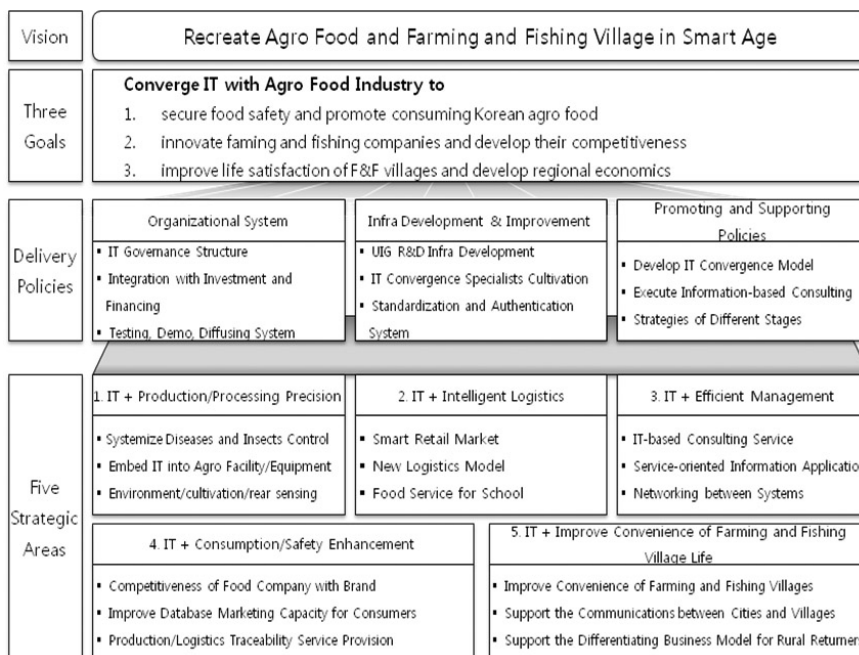 Vision
Recreate Agro Food and Farming and Fishing Village in Smart Age
Three
Goals
Converge IT with Agro Food Industry to
1. secure food safety and promote consuming Korean agro food
2. innovate faming and fishing companies and develop their competitiveness
3. improve life satisfaction of F&F villages and develop regional economics
Delivery
Policies
Organizational System
▪ IT Governance Structure
▪ Integration with Investment and
Financing
▪ Testing, Demo, Diffusing System
Infra Development & Improvement
▪ UIG R&D Infra Development
▪ IT Convergence Specialists Cultivation
▪ Standardization and Authentication
System
Promoting and Supporting
Policies
▪ Develop IT Convergence Model
▪ Execute Information-based Consulting
▪ Strategies of Different Stages
Five
Strategic
Areas
1. IT + Production/Processing Precision
▪ Systemize Diseases and Insects Control
▪ Embed IT into Agro Facility/Equipment
▪ Environment/cultivation/rear sensing
2. IT + Intelligent Logistics
▪ Smart Retail Market
▪ New Logistics Model
▪ Food Service for School
3. IT + Efficient Management
▪ IT-based Consulting Service
▪ Service-oriented Information Applicatio
▪ Networking between Systems
4. IT + Consumption/Safety Enhancement
▪ Competitiveness of Food Company with Brand
▪ Improve Database Marketing Capacity for Consumers
▪ Production/Logistics Traceability Service Provision
5. IT + Improve Convenience of Farming and Fishing
Village Life
▪ Improve Convenience of Farming and Fishing Villages
▪ Support the Communications between Cities and Villages
▪ Support the Differentiating Business Model for Rural Returners